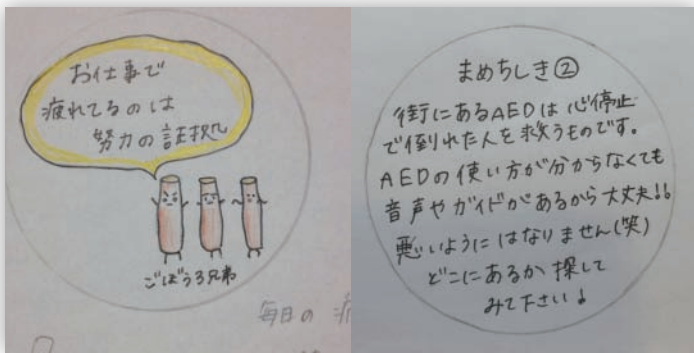 お仕事で
疲れてるのは
努力の証拠
ごぼう3兄弟
毎日の
まめちしき②
街にあるAEDは心停止
で倒れた人を救うものです。
AEDの使い方が分からなくても
音声やガイドがあるから大丈夫!!
悪いようにはなりません(笑)
どこにあるか探して
みて下さい♩